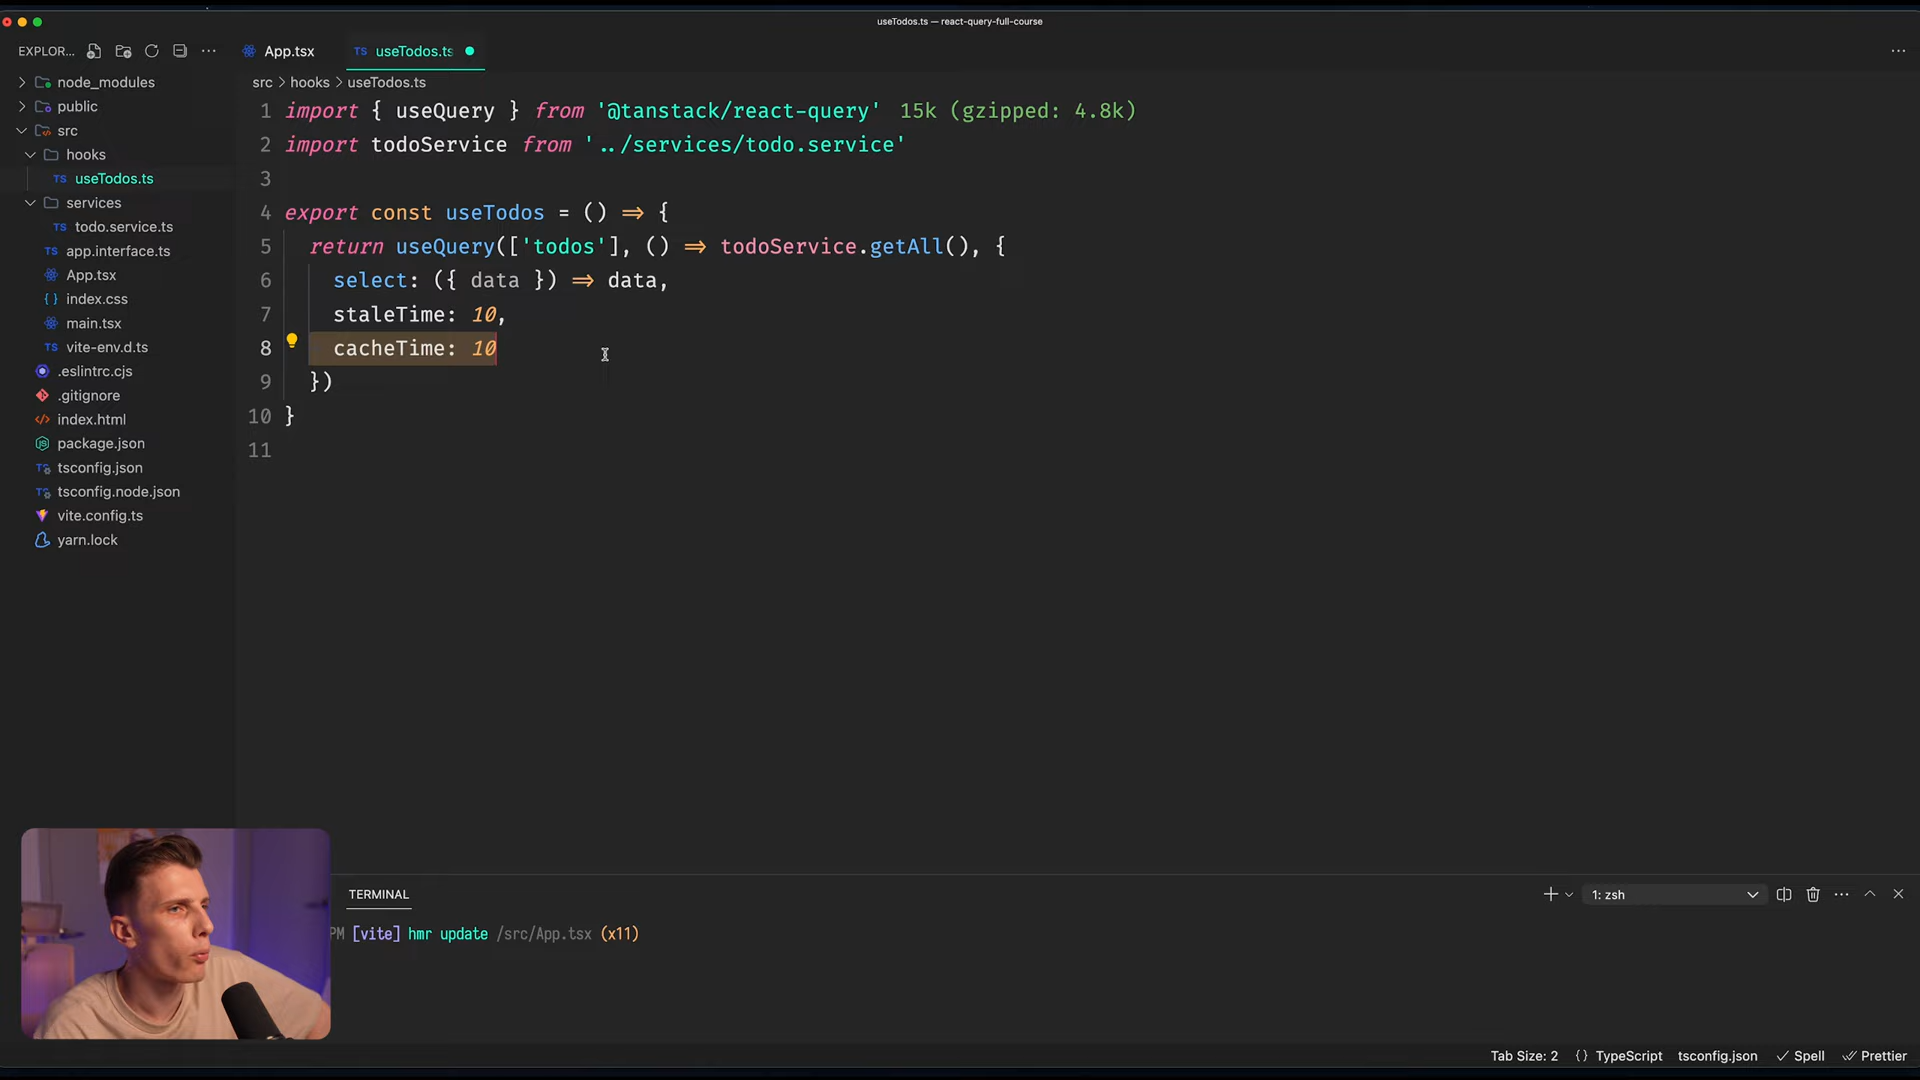 useTodos.ts — react-query-full-course
EXPLOR...
App.tsx
TS useTodos.ts
node_modules
public
src
hooks
TS useTodos.ts
services
TS todo.service.ts
TS app.interface.ts
App.tsx
{ } index.css
main.tsx
TS vite-env.d.ts
.eslintrc.cjs
.gitignore
index.html
package.json
tsconfig.json
tsconfig.node.json
vite.config.ts
yarn.lock
src > hooks > useTodos.ts
1 import { useQuery } from '@tanstack/react-query' 15k (gzipped: 4.8k)
2 import todoService from '../services/todo.service'
3
4 export const useTodos = () => {
5 return useQuery(['todos'], () => todoService.getAll(), {
6 select: ({ data }) => data,
7 staleTime: 10,
8 cacheTime: 10
9 })
10 }
11
TERMINAL
1: zsh
PM [vite] hmr update /src/App.tsx (x11)
Tab Size: 2 {} TypeScript tsconfig.json ✓ Spell ✓✓ Prettier